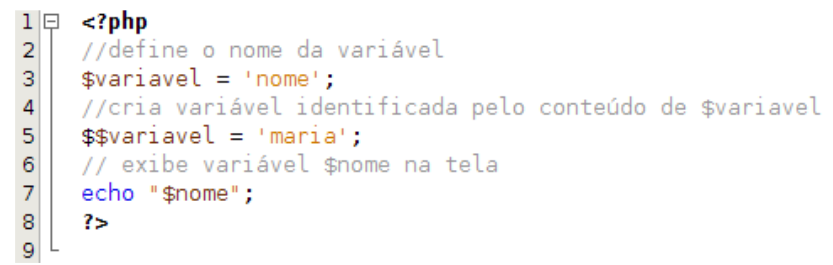 1 <?php
2 //define o nome da variável
3 $variavel = 'nome';
4 //cria variável identificada pelo conteúdo de $variavel
5 $$variavel = 'maria';
6 // exibe variável $nome na tela
7 echo "$nome";
8 ?>
9